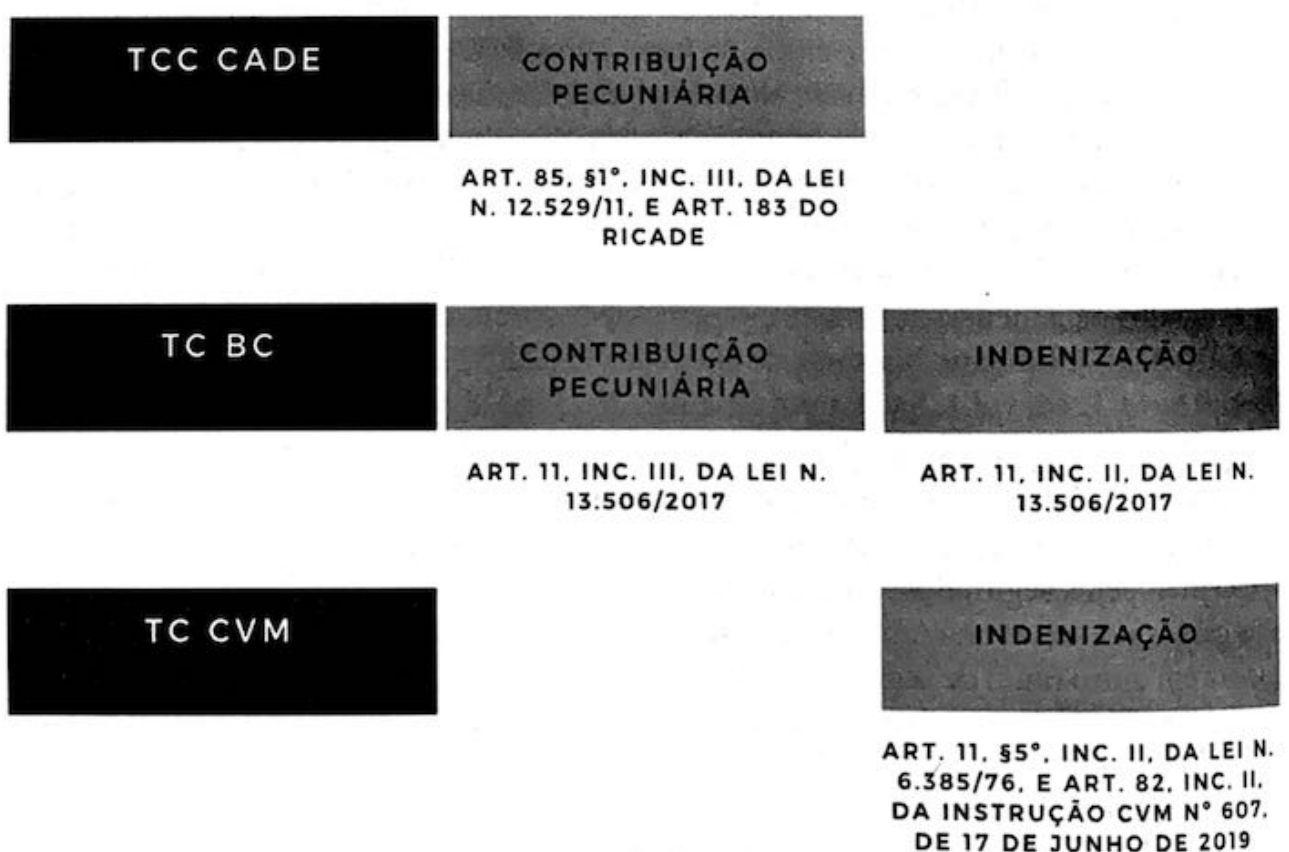 TCC CADE
CONTRIBUIÇÃO
PECUNIÁRIA
ART. 85, §1°, INC. III, DA LEI
N. 12.529/11, E ART. 183 DO
RICADE
TC BC
CONTRIBUIÇÃO
PECUNIÁRIA
ART. 11, INC. III, DA LEI N.
13.506/2017
INDENIZAÇÃO
ART. 11, INC. II, DA LEI N.
13.506/2017
TC CVM
INDENIZAÇÃO
ART. 11, §5°, INC. II, DA LEI N.
6.385/76, E ART. 82, INC. II,
DA INSTRUÇÃO CVM N° 607,
DE 17 DE JUNHO DE 2019